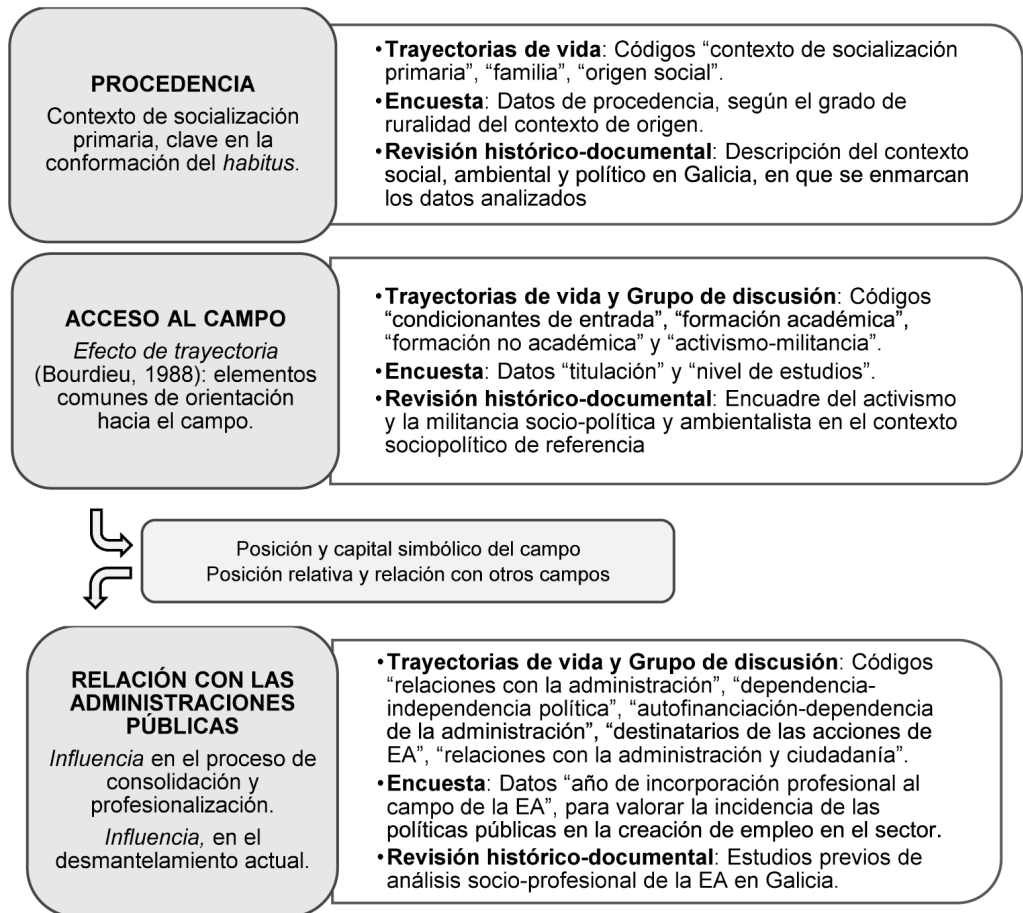 PROCEDENCIA
Contexto de socialización
primaria, clave en la
conformación del habitus.
•Trayectorias de vida: Códigos “contexto de socialización
primaria”, “familia”, “origen social”.
•Encuesta: Datos de procedencia, según el grado de
ruralidad del contexto de origen.
•Revisión histórico-documental: Descripción del contexto
social, ambiental y político en Galicia, en que se enmarcan
los datos analizados
ACCESO AL CAMPO
Efecto de trayectoria
(Bourdieu, 1988): elementos
comunes de orientación
hacia el campo.
•Trayectorias de vida y Grupo de discusión: Códigos
“condicionantes de entrada”, “formación académica”,
“formación no académica” y “activismo-militancia”.
•Encuesta: Datos “titulación” y “nivel de estudios”.
•Revisión histórico-documental: Encuadre del activismo
y la militancia socio-política y ambientalista en el contexto
sociopolítico de referencia
Posición y capital simbólico del campo
Posición relativa y relación con otros campos
RELACIÓN CON LAS
ADMINISTRACIONES
PÚBLICAS
Influencia en el proceso de
consolidación y
profesionalización.
Influencia, en el
desmantelamiento actual.
•Trayectorias de vida y Grupo de discusión: Códigos
“relaciones con la administración”, “dependencia-
independencia política”, “autofinanciación-dependencia
de la administración”, “destinatarios de las acciones de
EA”, “relaciones con la administración y ciudadanía”.
•Encuesta: Datos “año de incorporación profesional al
campo de la EA”, para valorar la incidencia de las
políticas públicas en la creación de empleo en el sector.
•Revisión histórico-documental: Estudios previos de
análisis socio-profesional de la EA en Galicia.